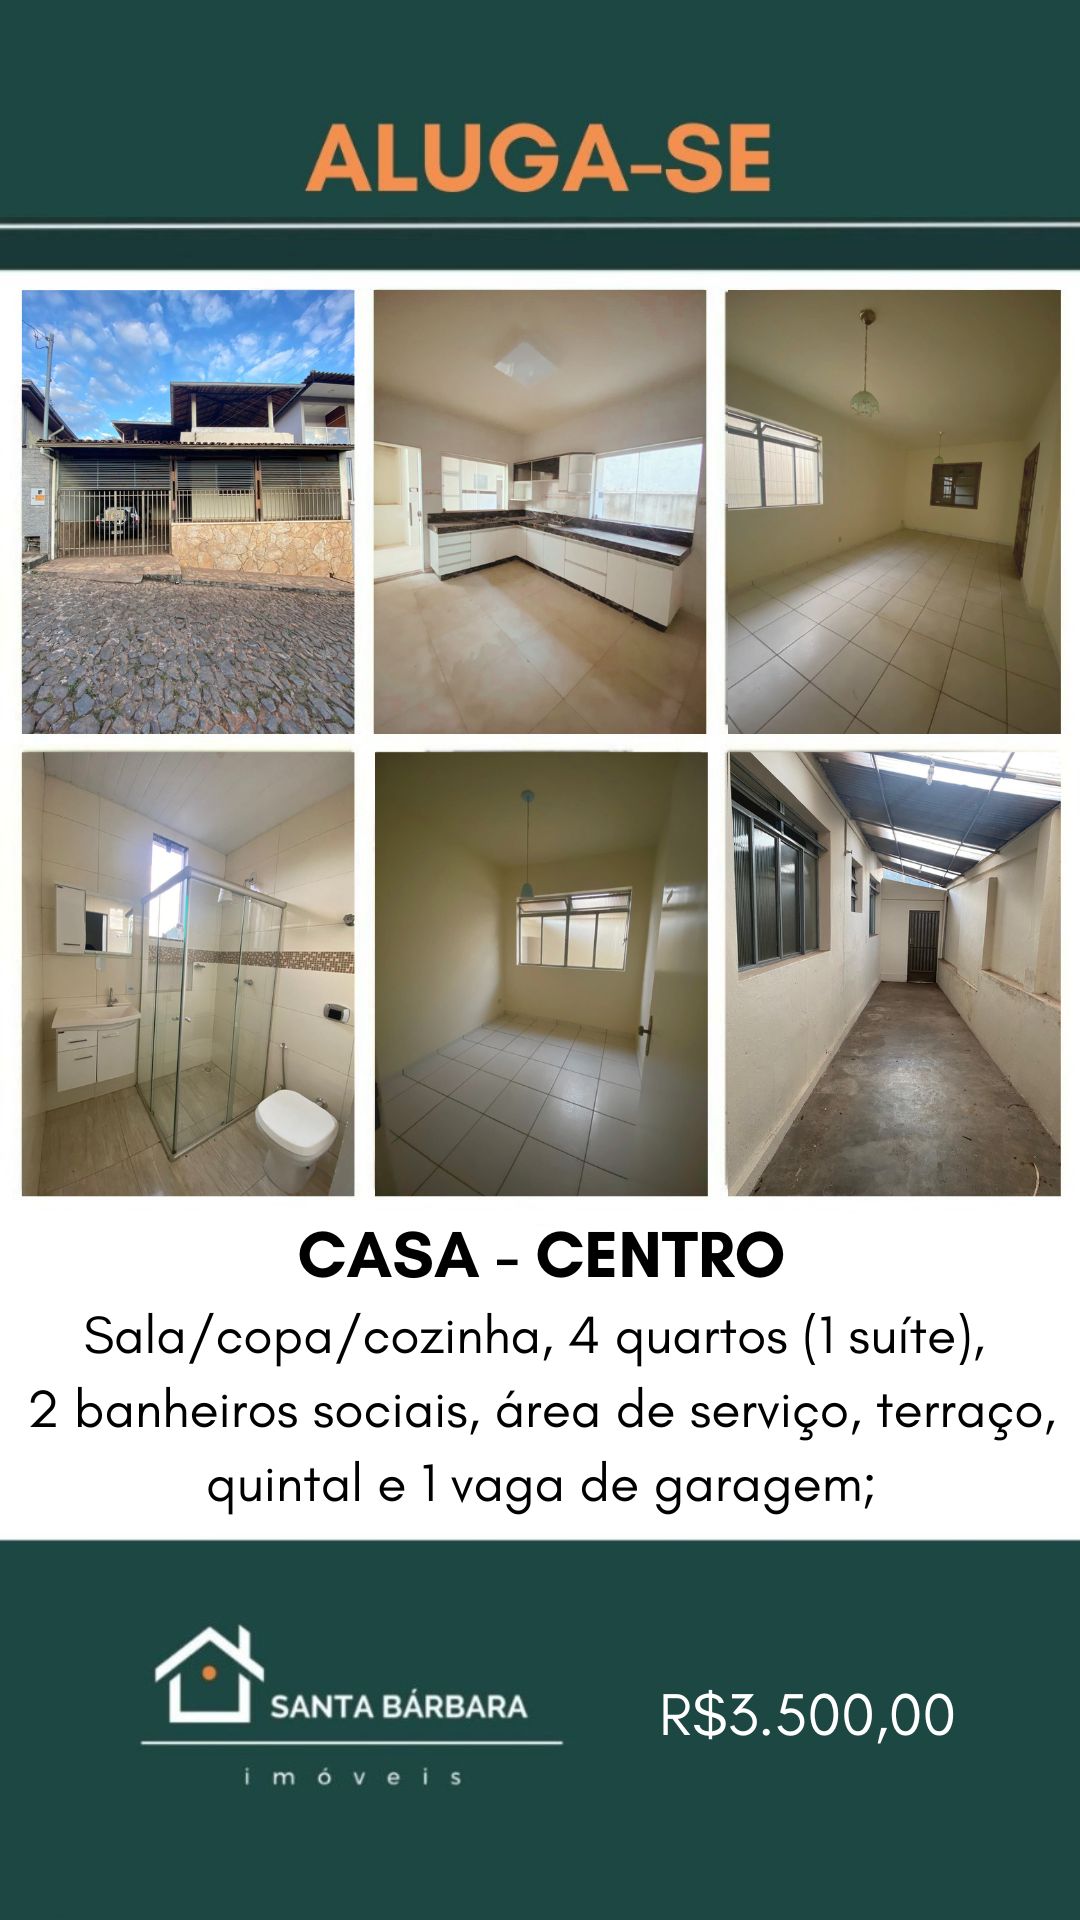 ALUGA-SE
CASA - CENTRO
Sala/copa/cozinha, 4 quartos (1 suíte),
2 banheiros sociais, área de serviço, terraço,
quintal e 1 vaga de garagem;
SANTA BÁRBARA
imóveis
R$3.500,00